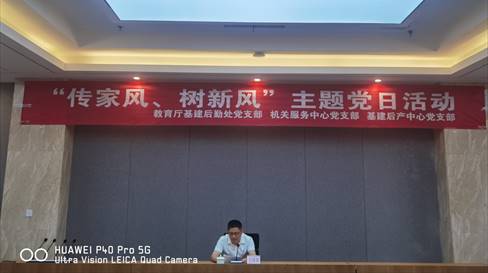 “传家风、树新风”主题党日活动
教育厅基建后勤处党支部 机关服务中心党支部 基建后产中心党支部
HUAWEI P40 Pro 5G
Ultra Vision LEICA Quad Camera